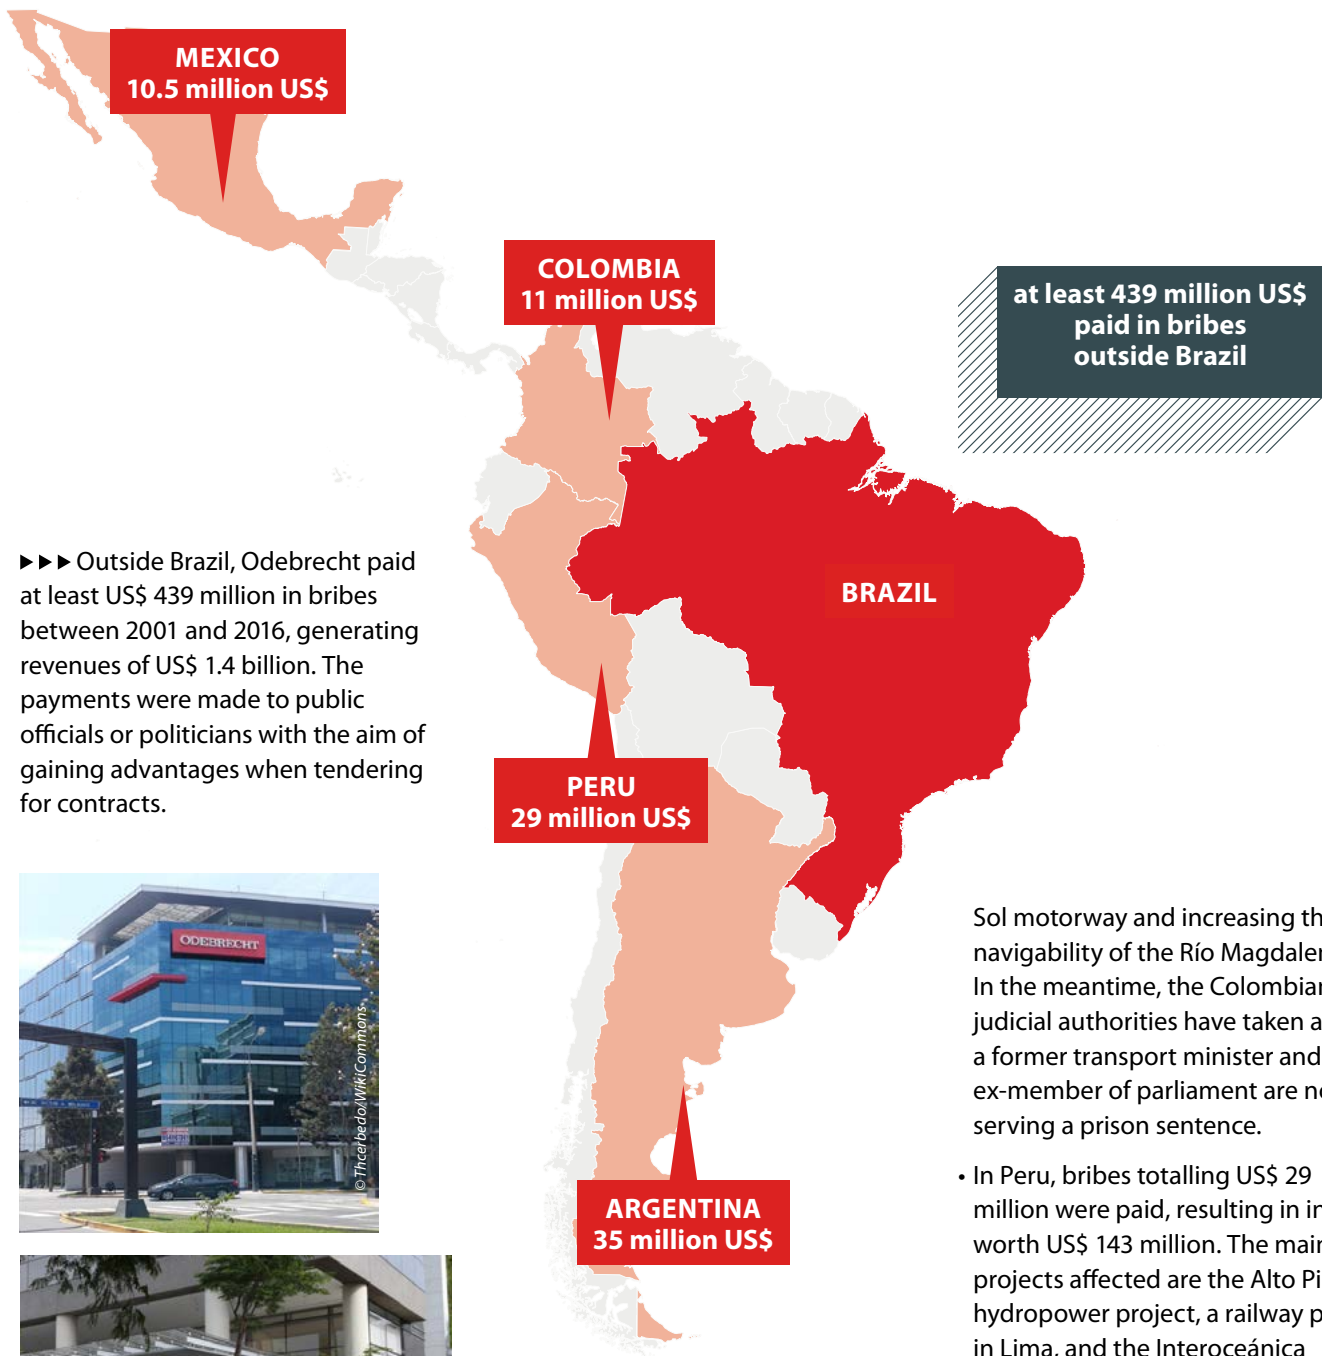 MEXICO
10.5 million US$
COLOMBIA
11 million US$
at least 439 million US$
paid in bribes
outside Brazil
BRAZIL
▶▶▶ Outside Brazil, Odebrecht paid
at least US$ 439 million in bribes
between 2001 and 2016, generating
revenues of US$ 1.4 billion. The
payments were made to public
officials or politicians with the aim of
gaining advantages when tendering
for contracts.
PERU
29 million US$
ODEBRECHT
©Thcerbedo/WikiCommons
ARGENTINA
35 million US$
Sol motorway and increasing
navigability of the Río
In the meantime, the
judicial authorities have taken
a former transport minister and
ex-member of parliament are
serving a prison sentence.
• In Peru, bribes totalling US$ 29
million were paid, resulting in
worth US$ 143 million. The main
projects affected are the Alto
hydropower project, a railway
in Lima, and the Interoceánica